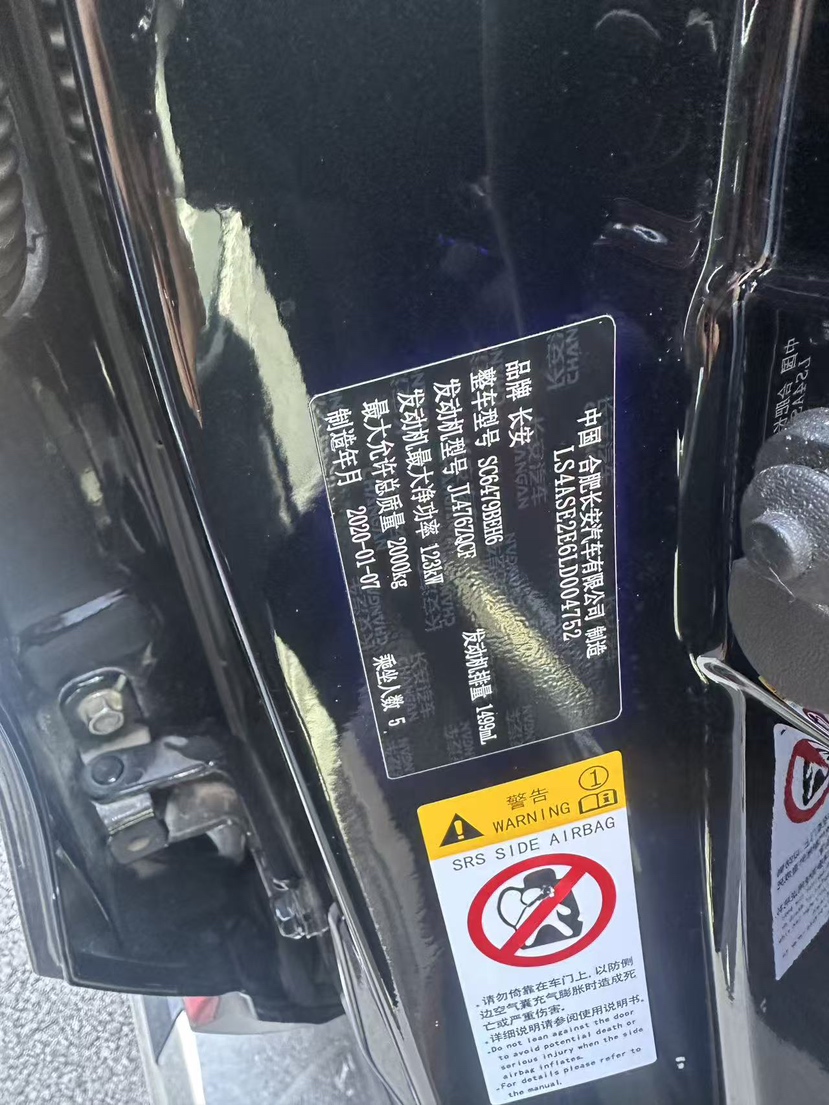 中国 合肥长安汽车有限公司 制造
LS4ASE2E6LD004752
品牌 长安
整车型号 SC6479BBH6
发动机型号 JL476ZQCF 发动机排量 1499mL
发动机最大净功率 123kW
最大允许总质量 2000kg
制造年月 2020-01-07 乘坐人数 5
警告
WARNING
1
SRS SIDE AIRBAG
·请勿倚靠在车门上,以防侧
边空气囊充气膨胀时造成死
亡或严重伤害。
·详细说明请参阅使用说明书。
·Do not lean against the door
to avoid potential death or
serious injury when the side
airbag inflates.
·For details please refer to
the manual.